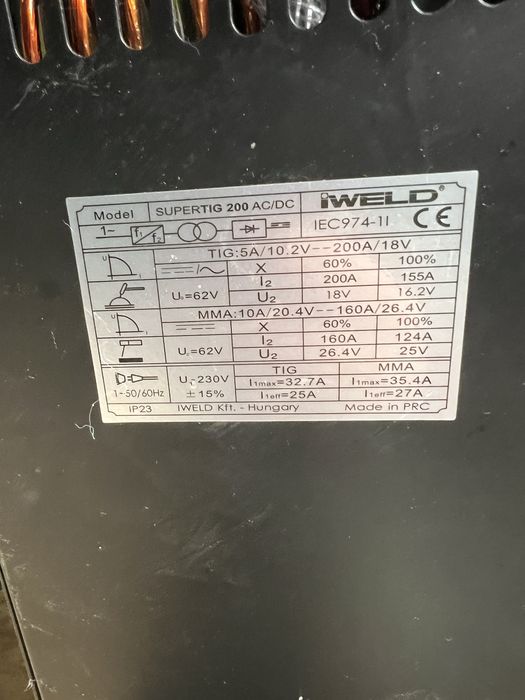 Model SUPERTIG 200 AC/DC iWELD®
1~ f1 f2 IEC974-1I CE
TIG:5A/10.2V--200A/18V
X 60% 100%
I2 200A 155A
U₀=62V U2 18V 16.2V
MMA:10A/20.4V--160A/26.4V
X 60% 100%
I2 160A 124A
U₀=62V U2 26.4V 25V
TIG MMA
U₁ 230V I1max=32.7A I1max=35.4A
1~50/60Hz ±15% I1eff=25A I1eff=27A
IP23 IWELD Kft. - Hungary Made in PRC